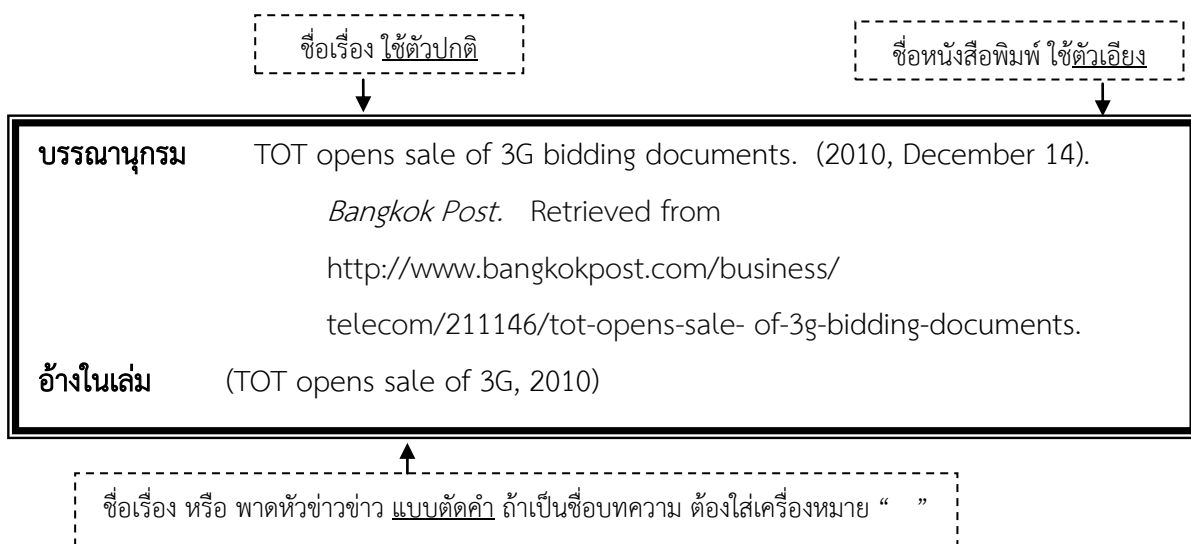 ชื่อเรื่อง ใช้ตัวปกติ
ชื่อหนังสือพิมพ์ ใช้ตัวเอียง
บรรณานุกรม TOT opens sale of 3G bidding documents. (2010, December 14).
Bangkok Post. Retrieved from
http://www.bangkokpost.com/business/
telecom/211146/tot-opens-sale- of-3g-bidding-documents.
อ้างในเล่ม (TOT opens sale of 3G, 2010)
ชื่อเรื่อง หรือ พาดหัวข่าวข่าว แบบตัดคำ ถ้าเป็นชื่อบทความ ต้องใส่เครื่องหมาย “ ”